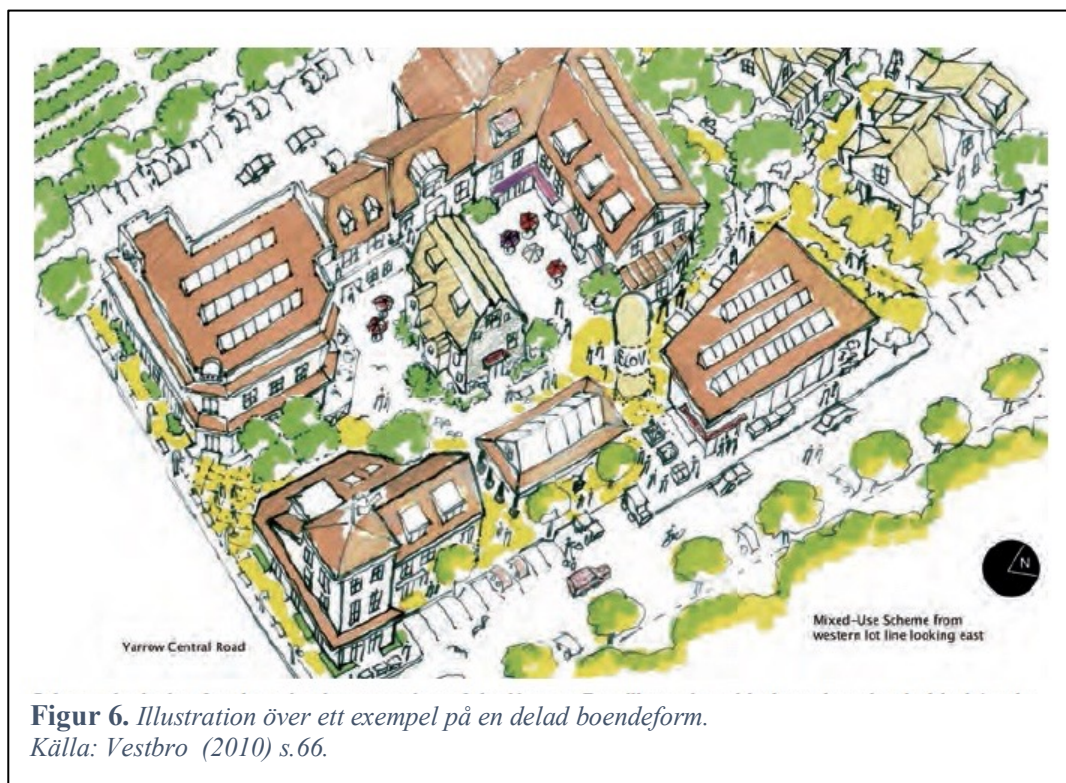 Yarrow Central Road
N
Mixed-Use Scheme from
western lot line looking east
Figur 6. Illustration över ett exempel på en delad boendeform.
Källa: Vestbro  (2010) s.66.